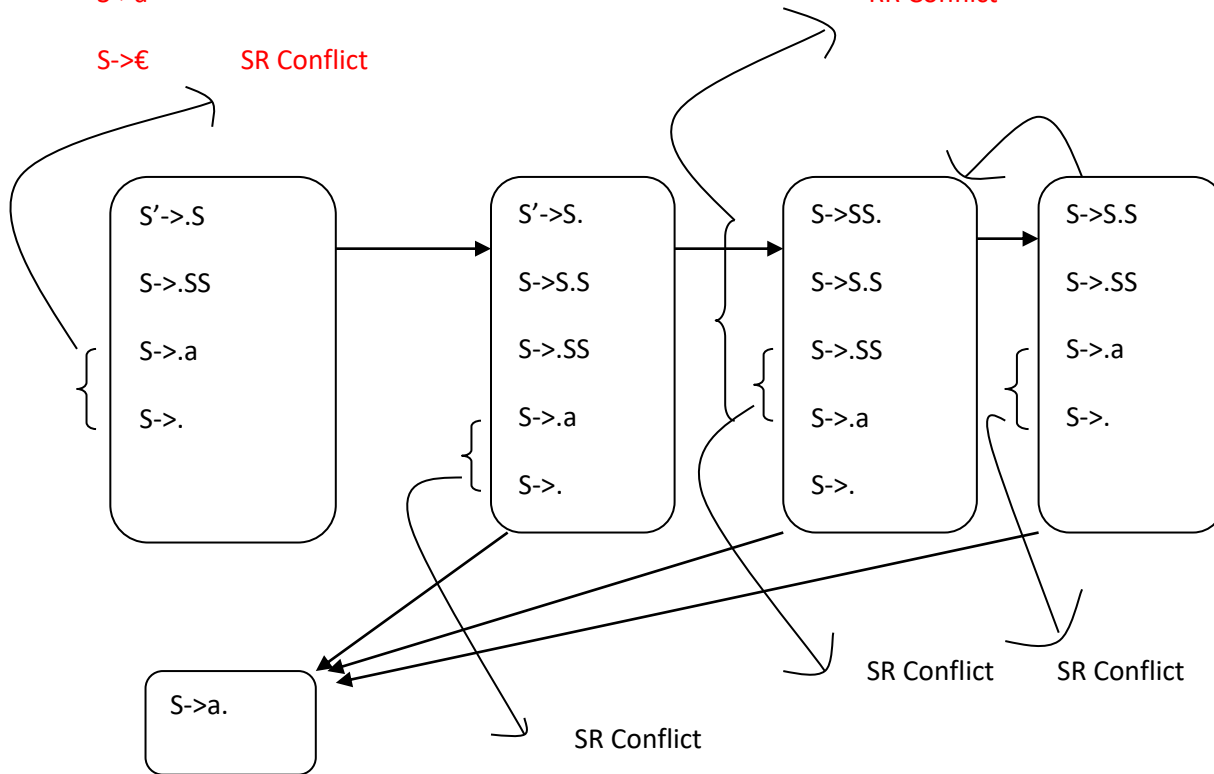 S->€ SR Conflict
S’->.S
S->.SS
S->.a
S->.
S’->S.
S->S.S
S->.SS
S->.a
S->.
S->SS.
S->S.S
S->.SS
S->.a
S->.
S->S.S
S->.SS
S->.a
S->.
SR Conflict SR Conflict
S->a.
SR Conflict